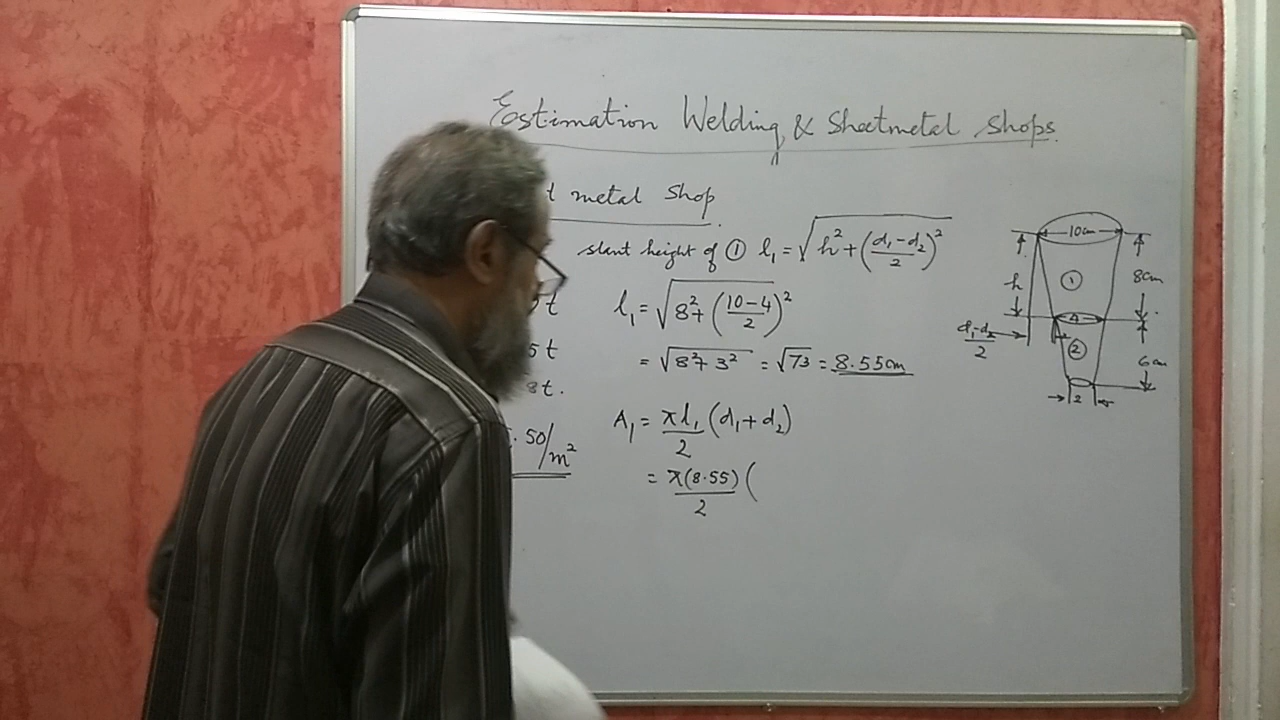 Estimation Welding & Sheetmetal Shops
metal Shop
slant height of ① l₁ = √(h² + ((d₁-d₂)/2)²)
l₁ = √(8² + ((10-4)/2)²)
= √(8² + 3²) = √73 = 8.55cm
t.
.50/m²
A₁ = πl₁/2 (d₁+d₂)
= π(8.55)/2 (
10cm
h
①
8cm
4
(d₁-d₂)/2
②
6cm
2